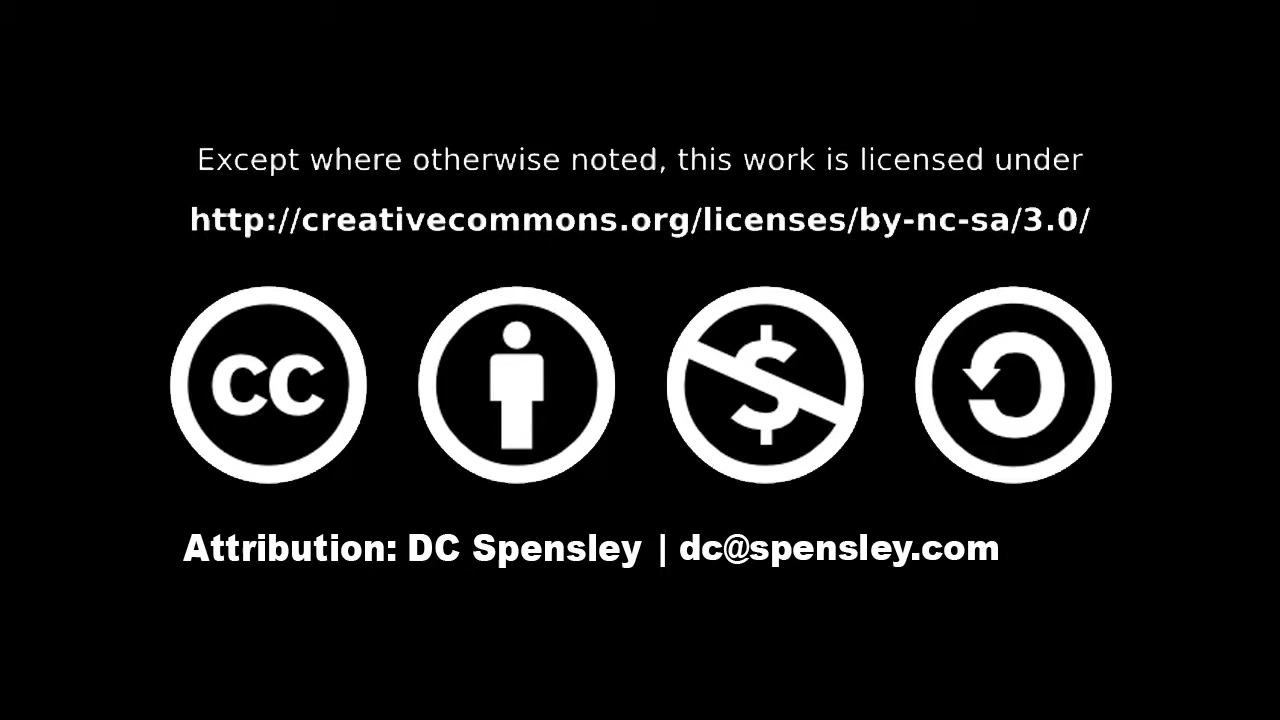 Except where otherwise noted, this work is licensed under
http://creativecommons.org/licenses/by-nc-sa/3.0/
cc $
Attribution: DC Spensley | dc@spensley.com